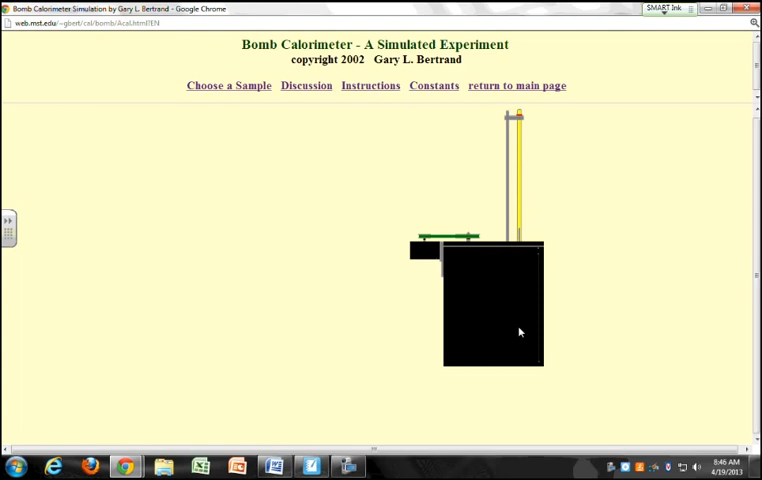 Bomb Calorimeter Simulation by Gary L. Bertrand - Google Chrome
SMART Ink
web.mst.edu/~gbert/cal/bomb/Acal.html?EN
Bomb Calorimeter - A Simulated Experiment
copyright 2002 Gary L. Bertrand
Choose a Sample Discussion Instructions Constants return to main page
8:46 AM
4/19/2013